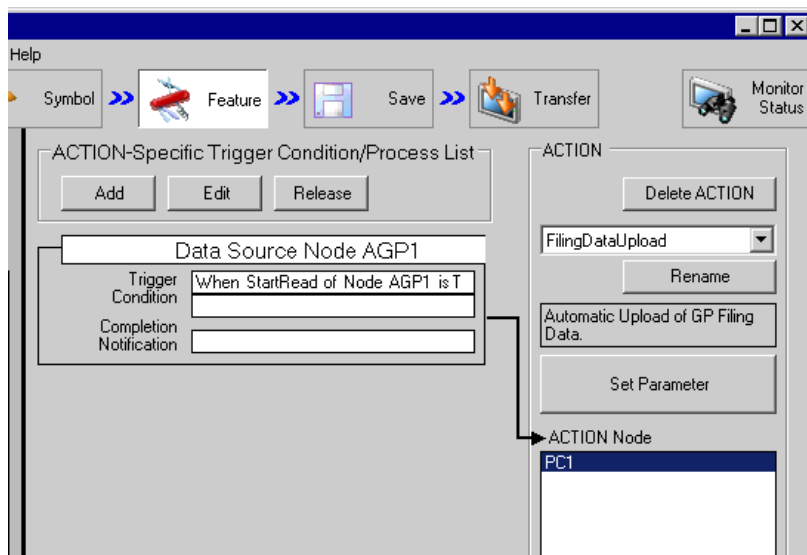 Help
Symbol
Feature
Save
Transfer
Monitor
Status
ACTION-Specific Trigger Condition/Process List
Add
Edit
Release
Data Source Node AGP1
Trigger
Condition
When StartRead of Node AGP1 is T
Completion
Notification
ACTION
Delete ACTION
FilingDataUpload
Rename
Automatic Upload of GP Filing
Data.
Set Parameter
ACTION Node
PC1